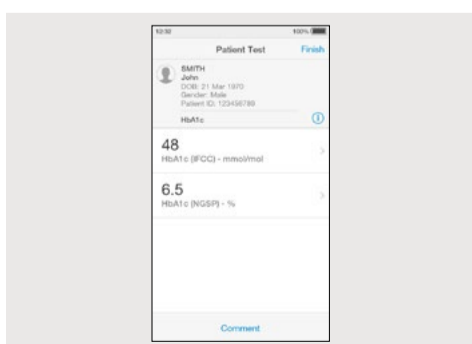 10:32 100%
Patient Test Finish
SMITH
John
DOB: 21 Mar 1970
Gender: Male
Patient ID: 123456789
HbA1c
48
HbA1c (IFCC) - mmol/mol
6.5
HbA1c (NGSP) - %
Comment